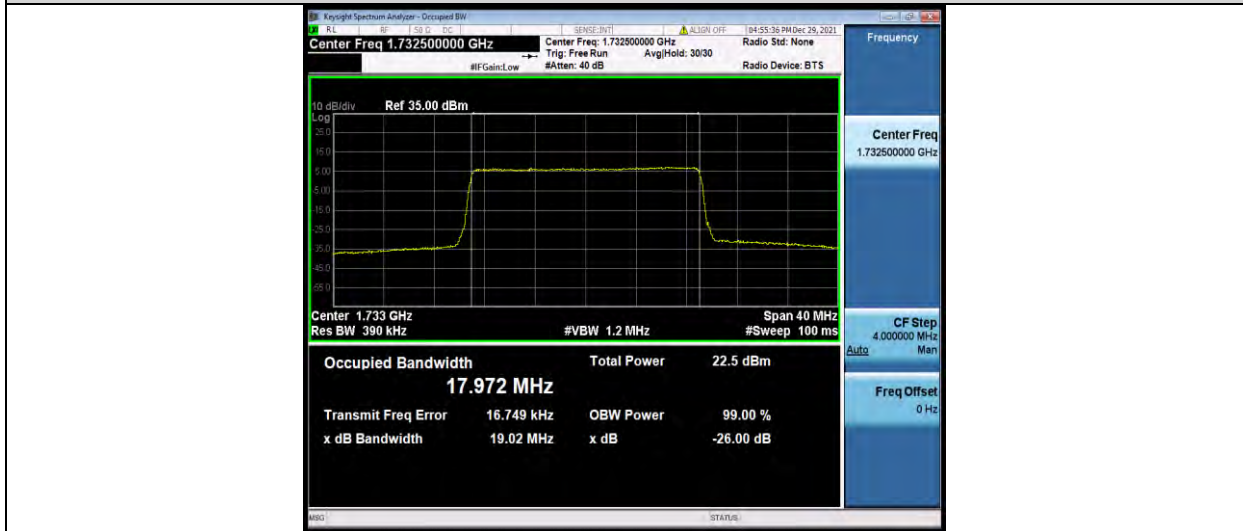 Keysight Spectrum Analyzer - Occupied BW
RL RF 50 Ω DC SENSE:INT ALIGN OFF 04:55:36 PM Dec 29, 2021
Center Freq 1.732500000 GHz
Center Freq: 1.732500000 GHz
Radio Std: None
Trig: Free Run Avg|Hold: 30/30
#IFGain:Low
#Atten: 40 dB
Radio Device: BTS
10 dB/div Ref 35.00 dBm
Log
25.0
15.0
5.00
-5.00
-15.0
-25.0
-35.0
-45.0
-55.0
Center 1.733 GHz
Span 40 MHz
Res BW 390 kHz
#VBW 1.2 MHz
#Sweep 100 ms
Occupied Bandwidth
Total Power 22.5 dBm
17.972 MHz
Transmit Freq Error 16.749 kHz
OBW Power 99.00 %
x dB Bandwidth 19.02 MHz
x dB -26.00 dB
MSG
STATUS
Frequency
Center Freq
1.732500000 GHz
CF Step
4.000000 MHz
Auto Man
Freq Offset
0 Hz